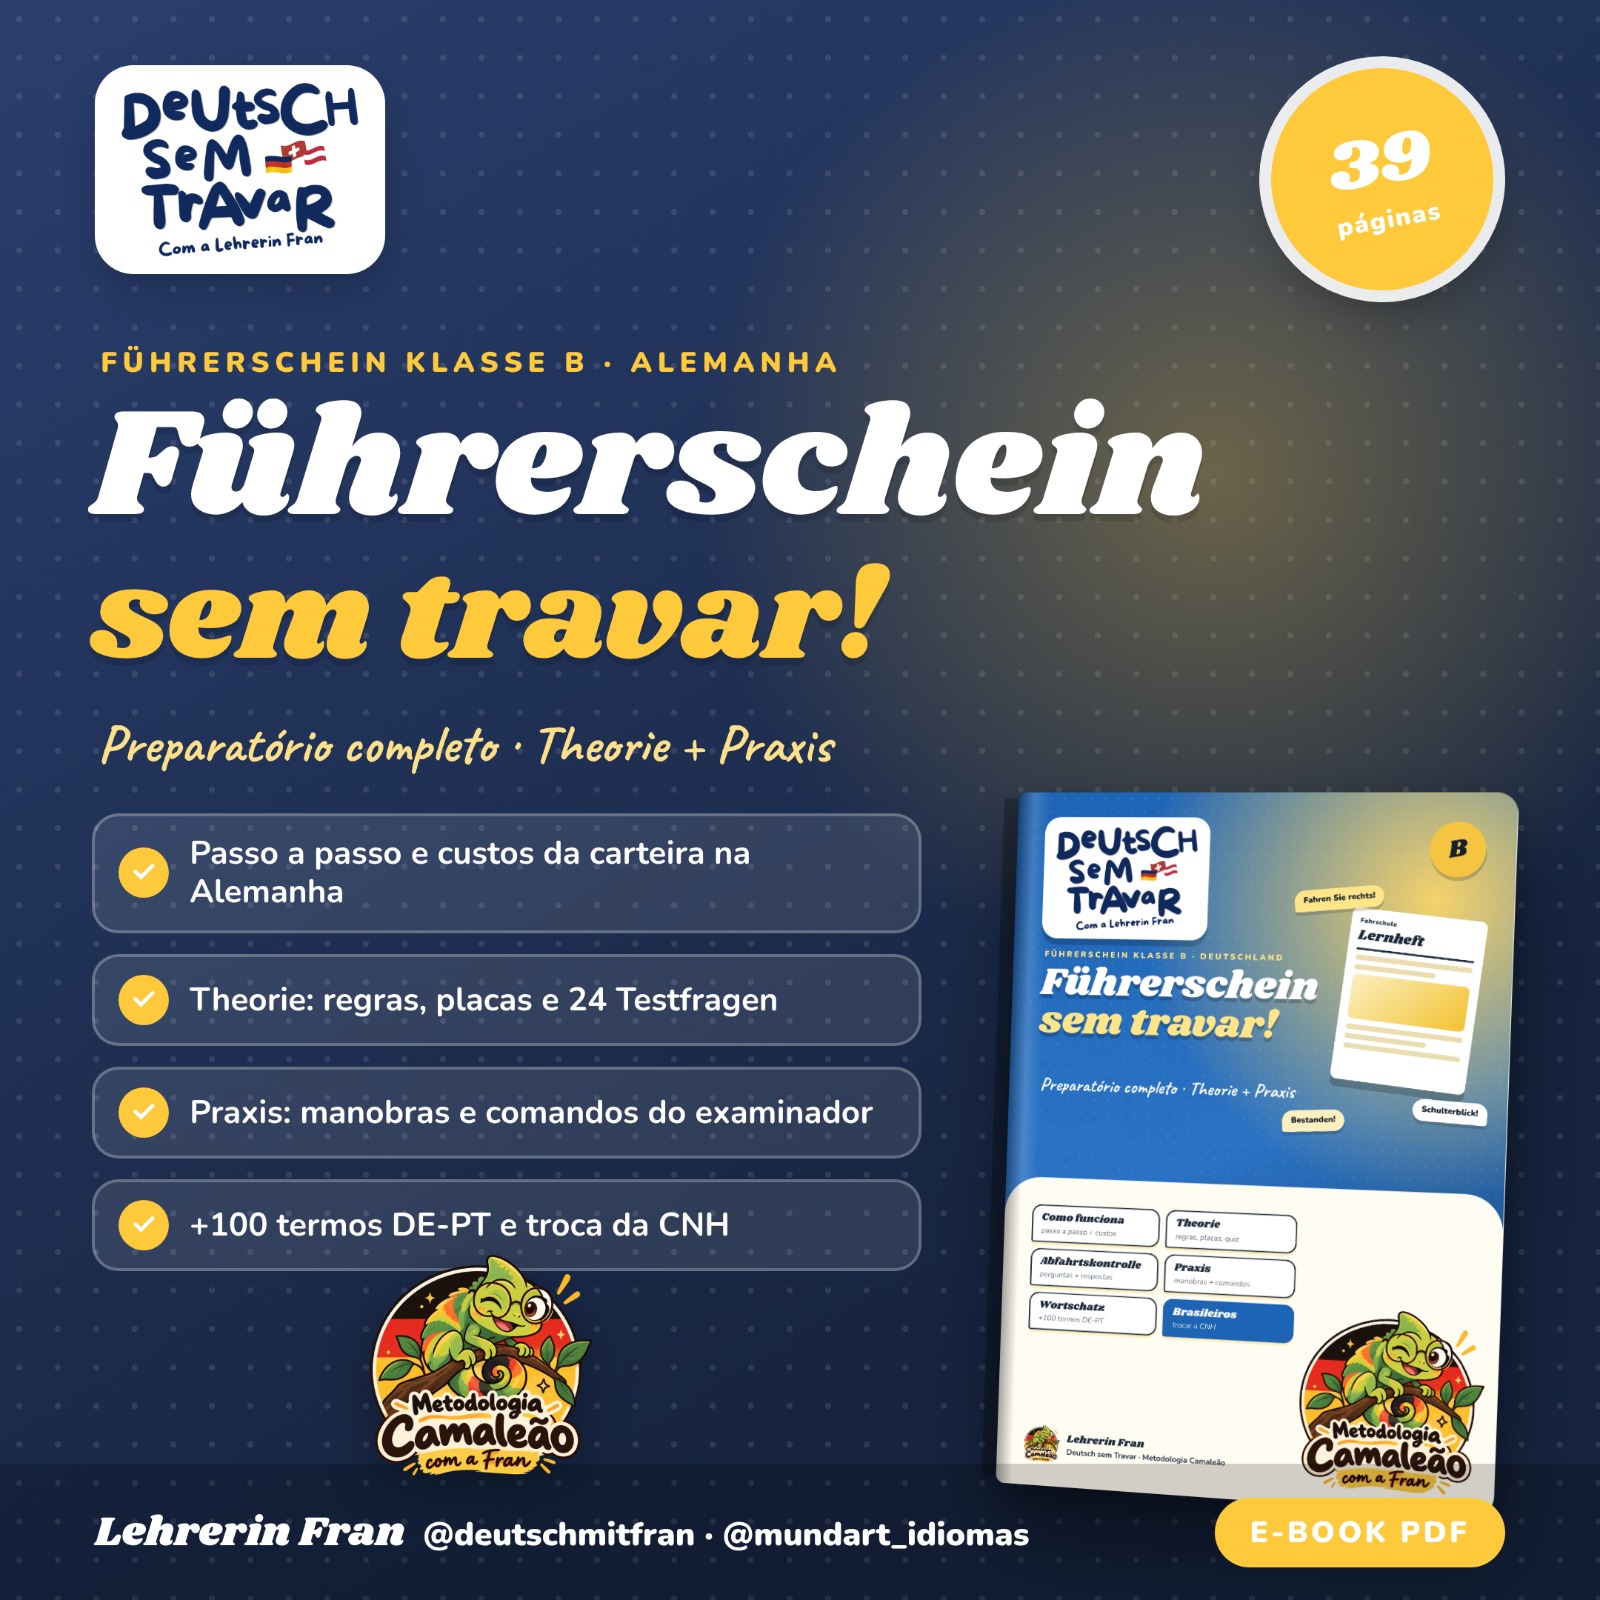 DeUtsCH
SeM
TrAvaR
Com a Lehrerin Fran
39
páginas
FÜHRERSCHEIN KLASSE B · ALEMANHA
Führerschein
sem travar!
Preparatório completo · Theorie + Praxis
Passo a passo e custos da carteira na
Alemanha
Theorie: regras, placas e 24 Testfragen
Praxis: manobras e comandos do examinador
+100 termos DE-PT e troca da CNH
Metodologia
Camaleão
com a Fran
DeUtsCH
SeM
TrAvaR
Com a Lehrerin Fran
B
Fahren Sie rechts!
Fahrschule
Lernheft
FÜHRERSCHEIN KLASSE B · DEUTSCHLAND
Führerschein
sem travar!
Preparatório completo · Theorie + Praxis
Schulterblick!
Bestanden!
Como funciona
passo a passo + custos
Theorie
regras, placas, quiz
Abfahrtskontrolle
perguntas + respostas
Praxis
manobras + comandos
Wortschatz
+100 termos DE-PT
Brasileiros
trocar a CNH
Metodologia
Camaleão
com a Fran
Lehrerin Fran
Deutsch sem Travar · Metodologia Camaleão
Lehrerin Fran @deutschmitfran · @mundart_idiomas
E-BOOK PDF